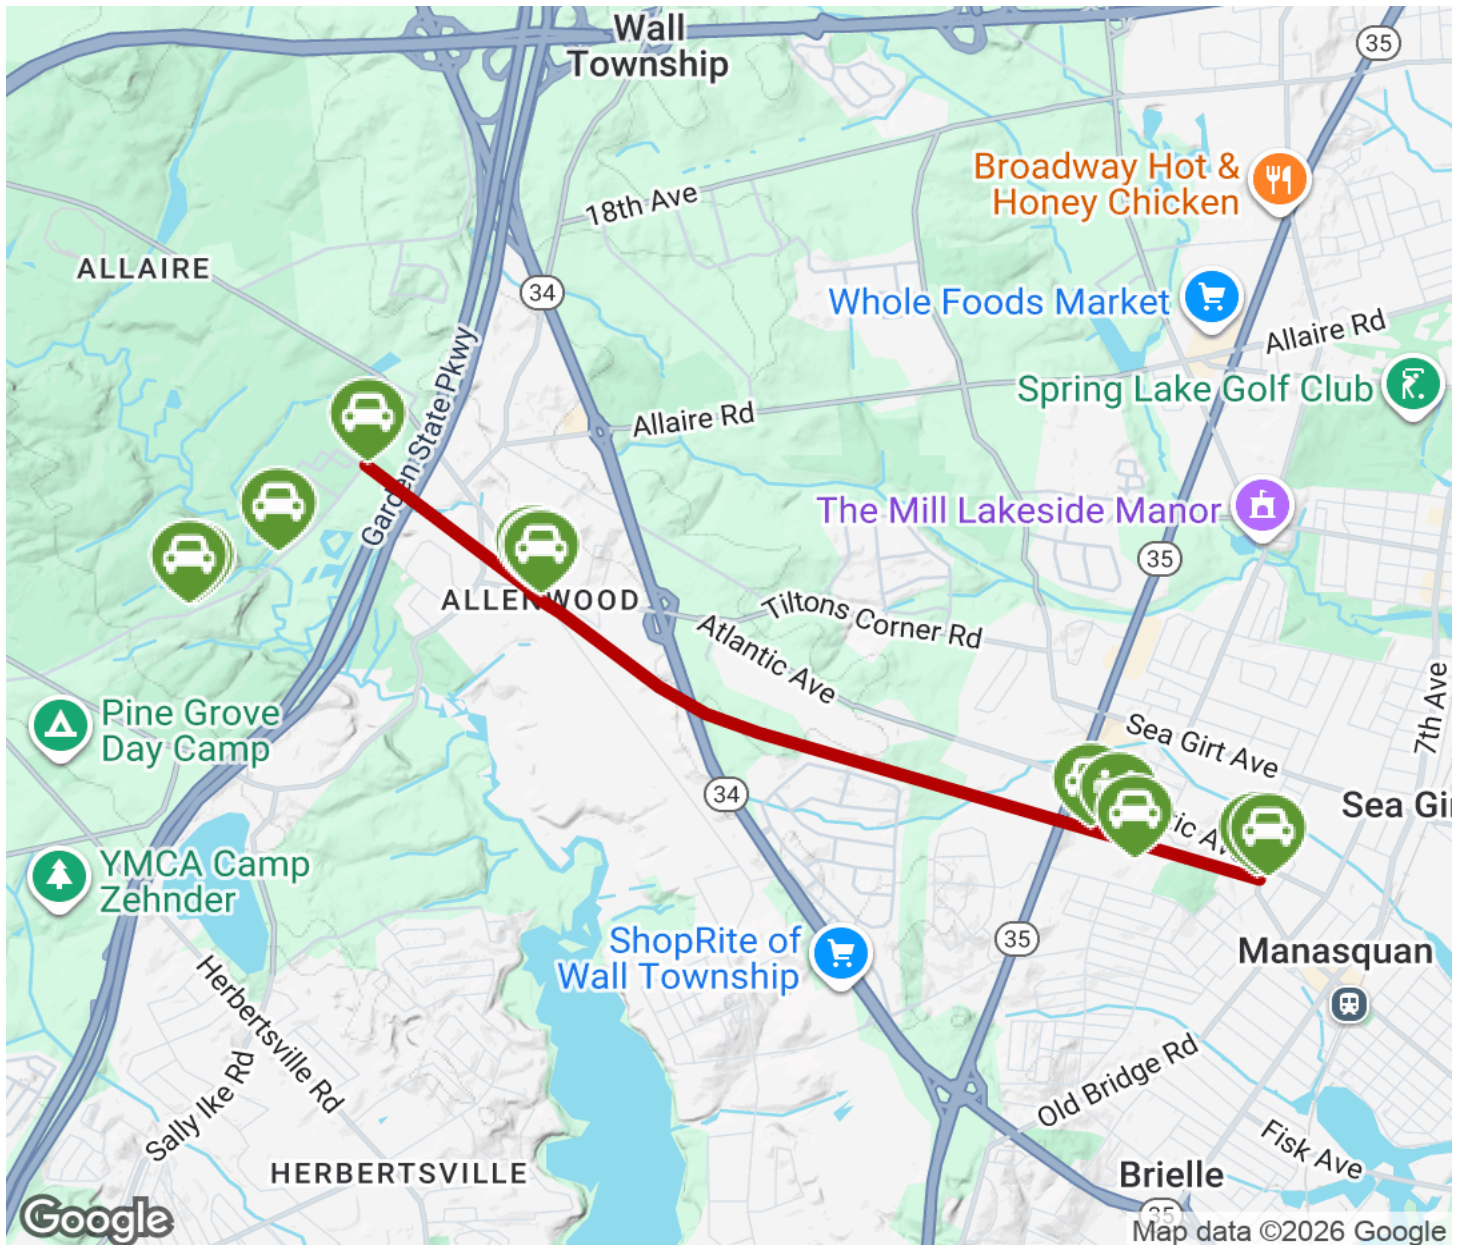 Wall
Township
35
18th Ave
Broadway Hot &
Honey Chicken
ALLAIRE
34
Whole Foods Market
Allaire Rd
Garden State Pkwy
Spring Lake Golf Club
Allaire Rd
The Mill Lakeside Manor
35
ALLENWOOD
Tiltons Corner Rd
Atlantic Ave
7th Ave
Pine Grove
Day Camp
Sea Girt Ave
34
YMCA Camp
Zehnder
ShopRite of
Wall Township
35
Manasquan
Herbertsville Rd
Sally Ike Rd
Old Bridge Rd
Fisk Ave
HERBERTSVILLE
Brielle
35
Google
Map data ©2026 Google